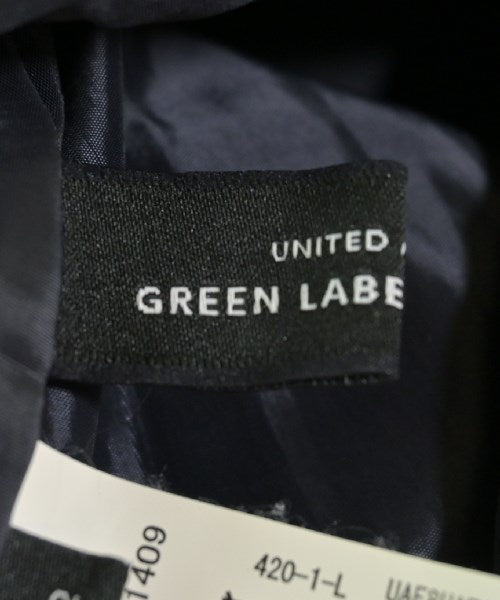 UNITED
GREEN LABE
1409
420-1-L